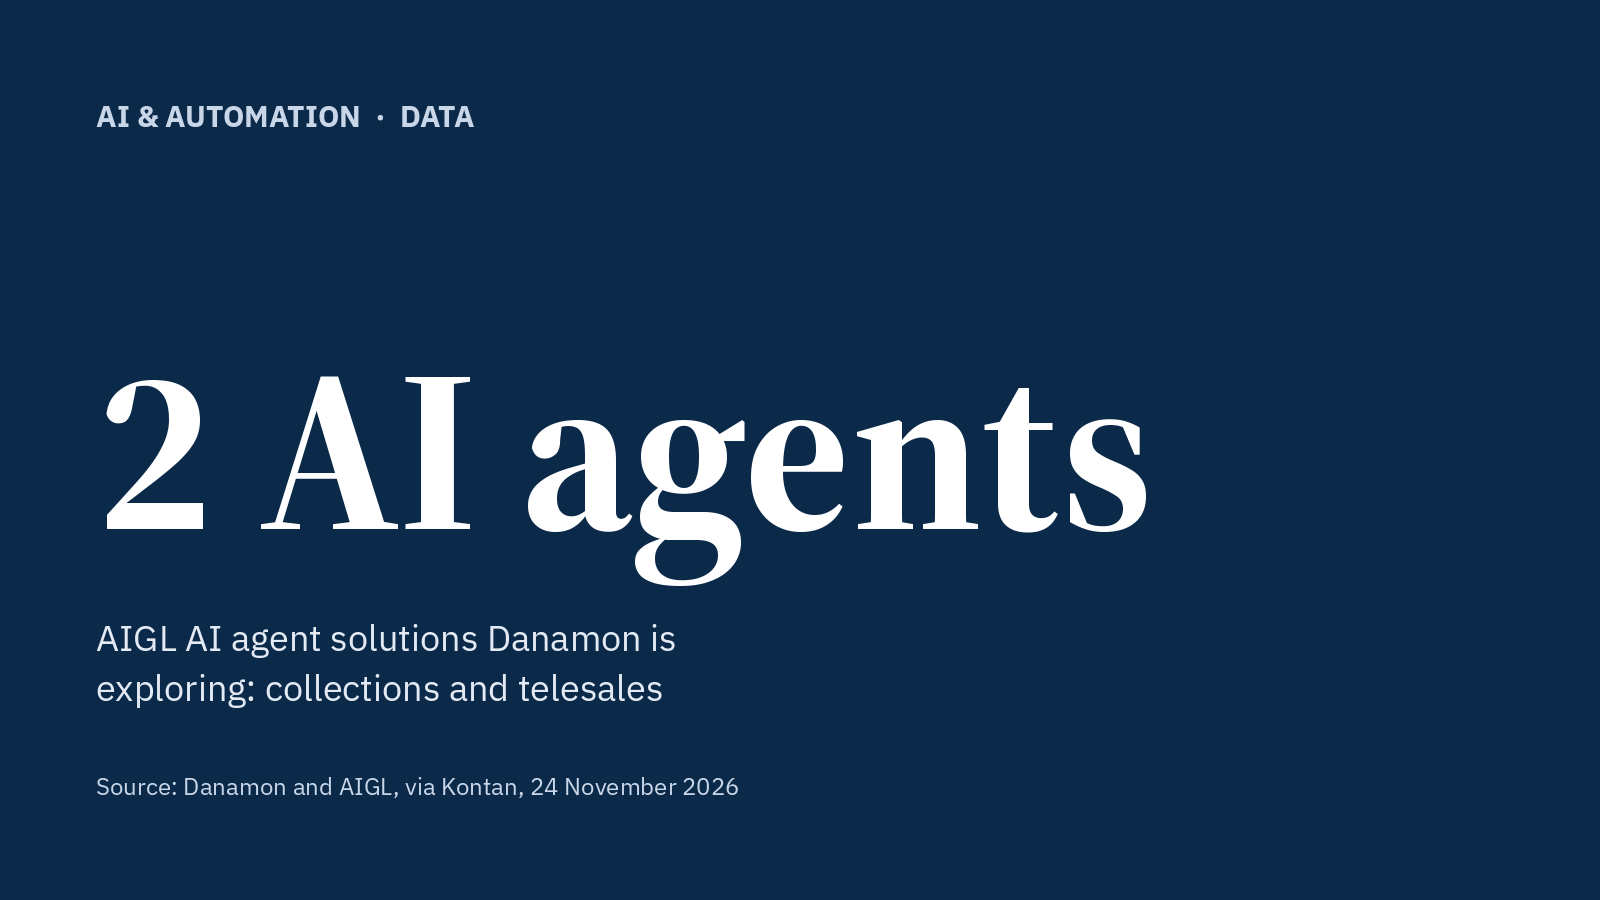 AI & AUTOMATION · DATA
2 AI agents
AIGL AI agent solutions Danamon is
exploring: collections and telesales
Source: Danamon and AIGL, via Kontan, 24 November 2026